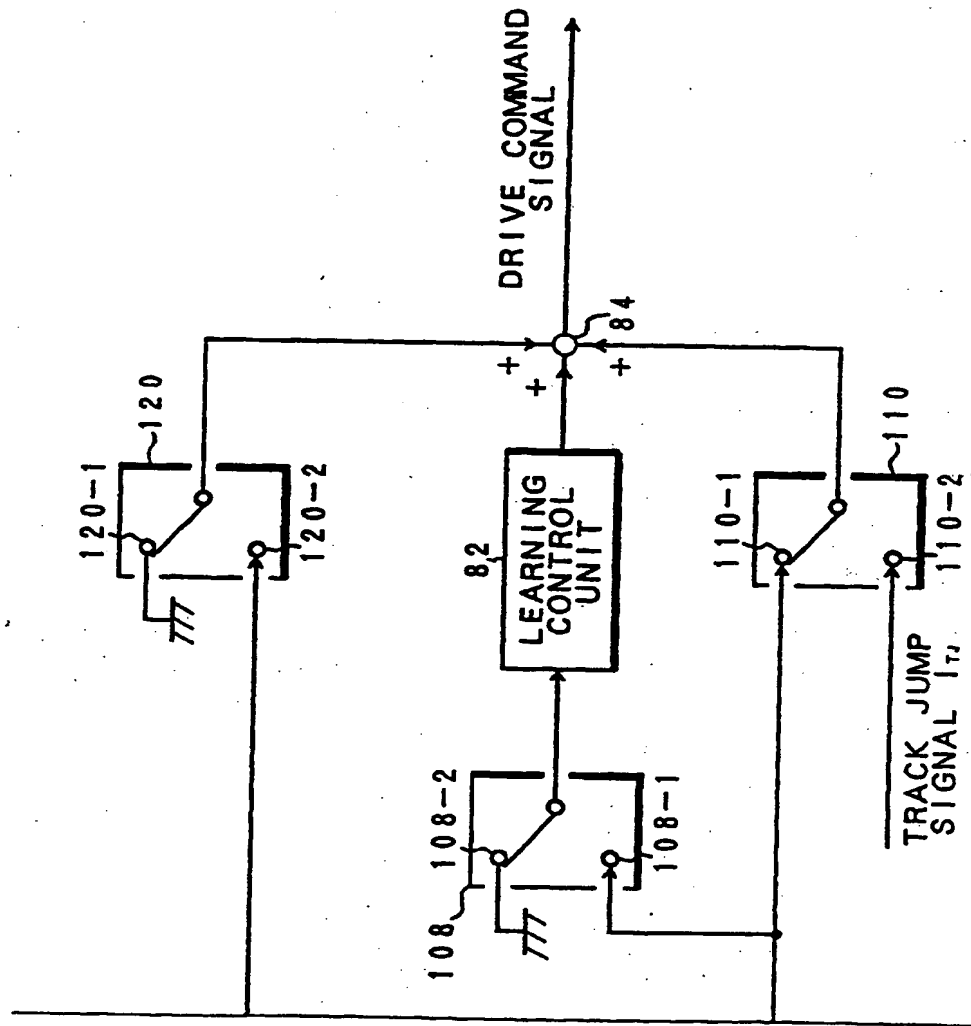 120-1
120
120-2
DRIVE COMMAND
SIGNAL
84
82
LEARNING
CONTROL
UNIT
108
108-2
108-1
110-1
110
110-2
TRACK JUMP
SIGNAL ITJ
+
+
+